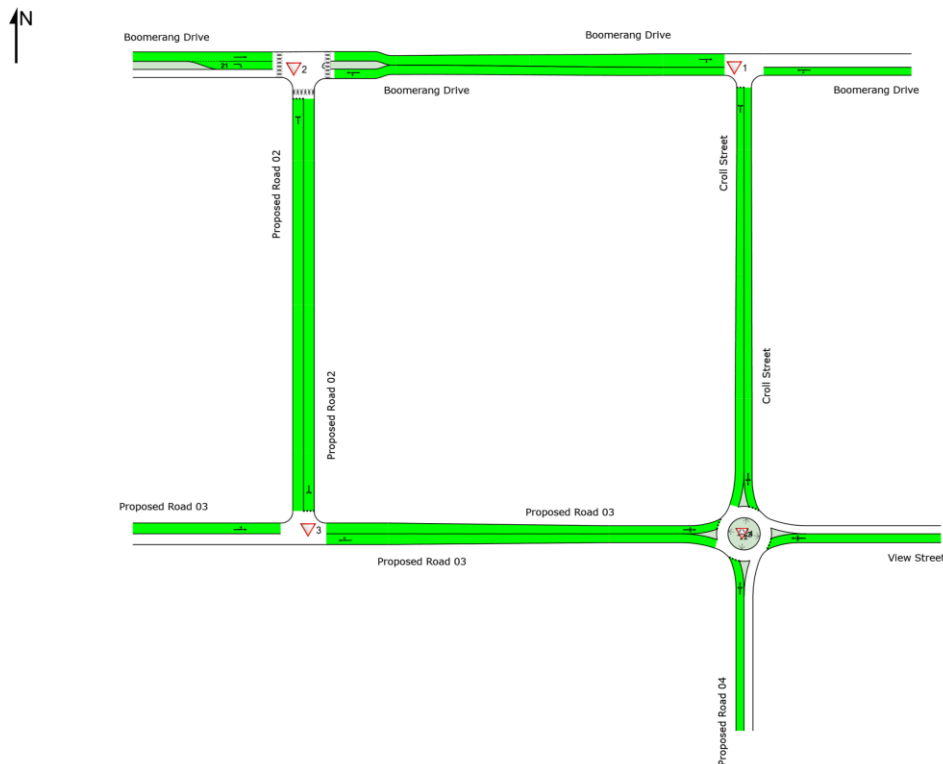 N
Boomerang Drive
Boomerang Drive
21
2
1
Boomerang Drive
Boomerang Drive
Proposed Road 02
Croll Street
Croll Street
Proposed Road 02
Proposed Road 03
Proposed Road 03
3
Proposed Road 03
View Street
Proposed Road 04